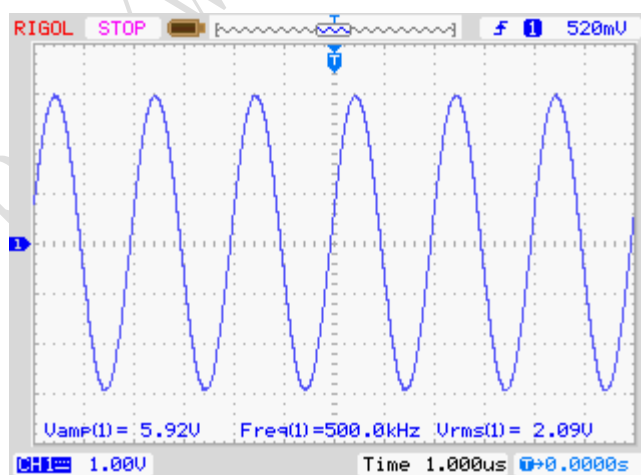 RIGOL STOP T f 1 520mV
T
1
Vamp(1)= 5.92V Freq(1)=500.0kHz Vrms(1)= 2.09V
CH1 1.00V Time 1.000us T→0.0000s